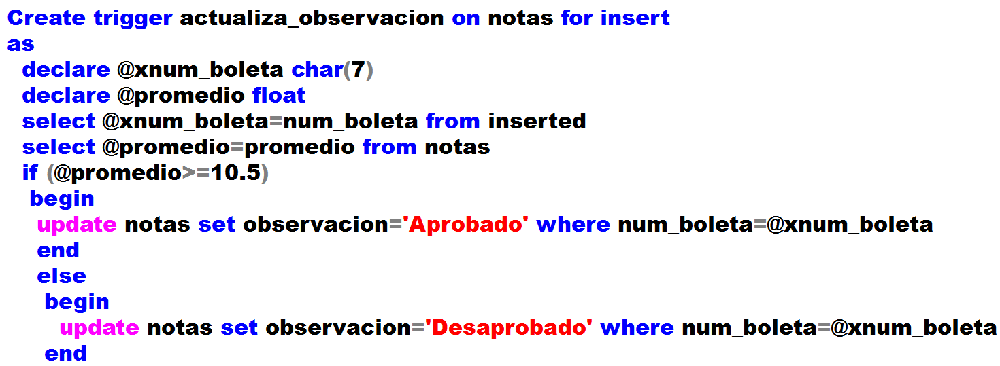 Create trigger actualiza_observacion on notas for insert
as
declare @xnum_boleta char(7)
declare @promedio float
select @xnum_boleta=num_boleta from inserted
select @promedio=promedio from notas
if (@promedio>=10.5)
begin
update notas set observacion='Aprobado' where num_boleta=@xnum_boleta
end
else
begin
update notas set observacion='Desaprobado' where num_boleta=@xnum_boleta
end